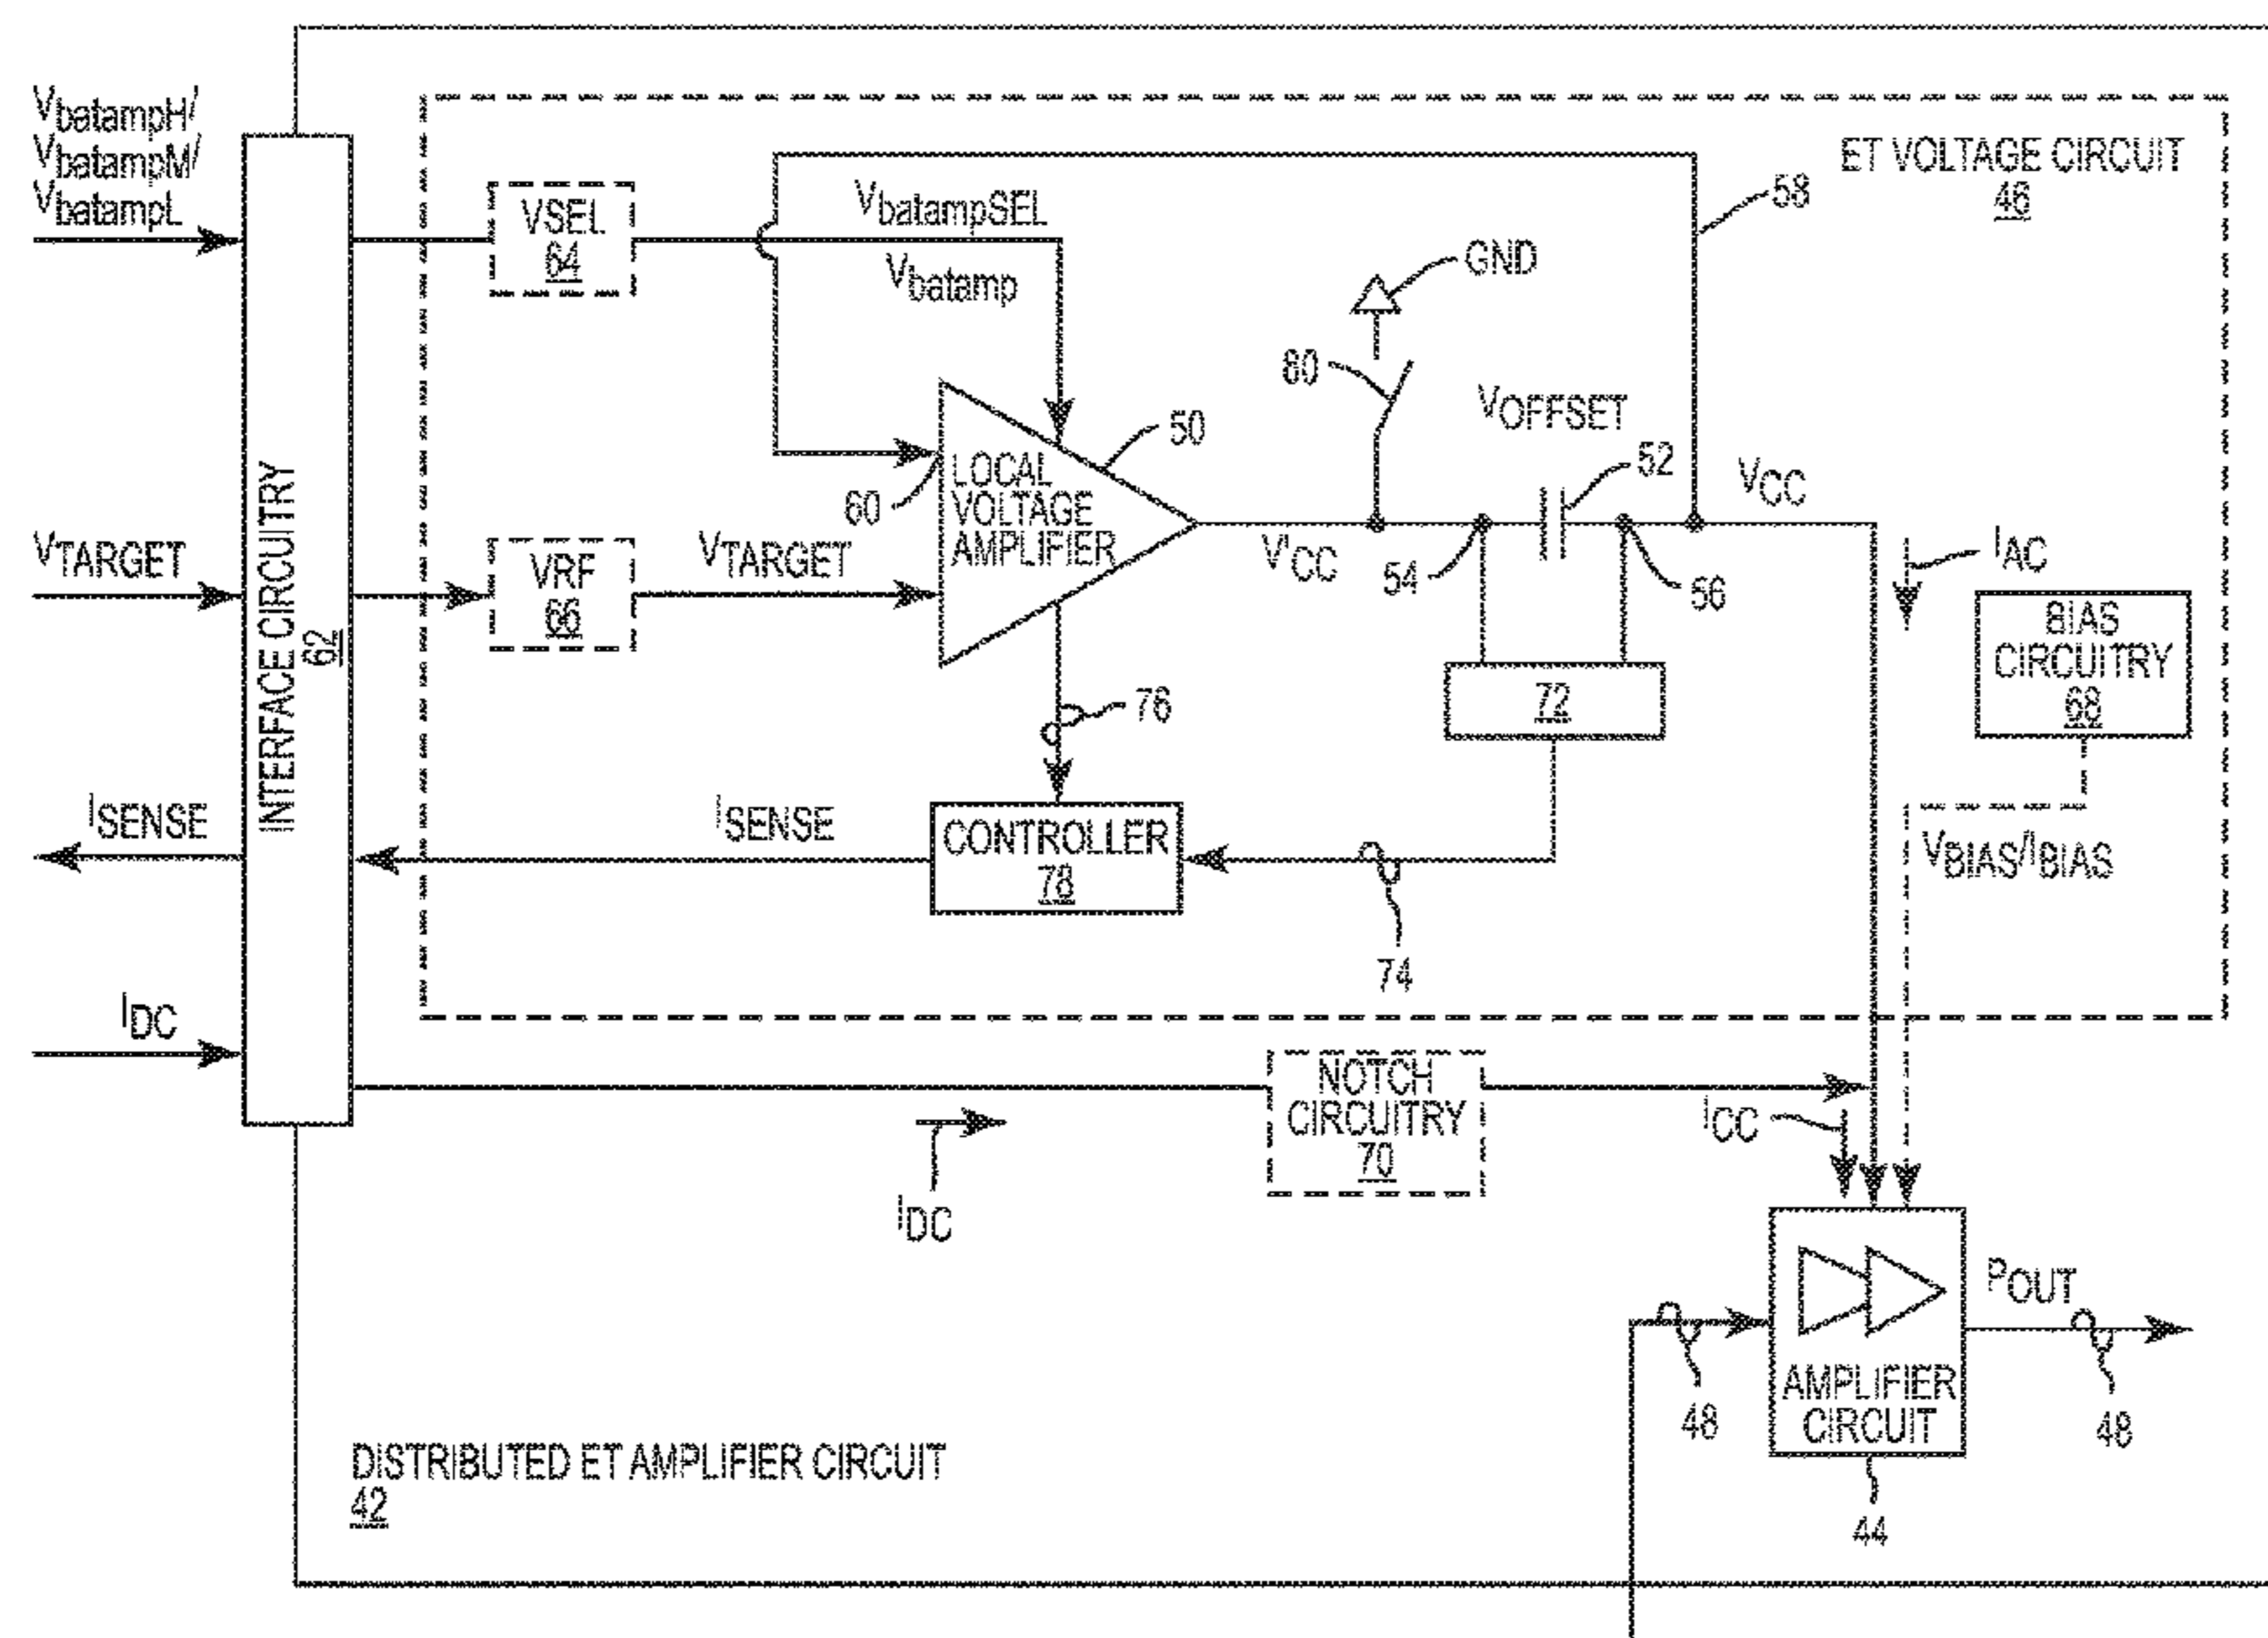 VbatampH/
VbatampM/
VbatampL
VTARGET
ISENSE
IDC
INTERFACE CIRCUITRY
62
ET VOLTAGE CIRCUIT
46
VSEL
64
VbatampSEL
Vbatamp
58
GND
80
VOFFSET
50
52
VCC
60
LOCAL
VOLTAGE
AMPLIFIER
V'CC
54
56
IAC
VRF
66
VTARGET
BIAS
CIRCUITRY
68
72
76
ISENSE
CONTROLLER
78
VBIAS/IBIAS
74
NOTCH
CIRCUITRY
70
ICC
IDC
POUT
AMPLIFIER
CIRCUIT
48
48
44
DISTRIBUTED ET AMPLIFIER CIRCUIT
42